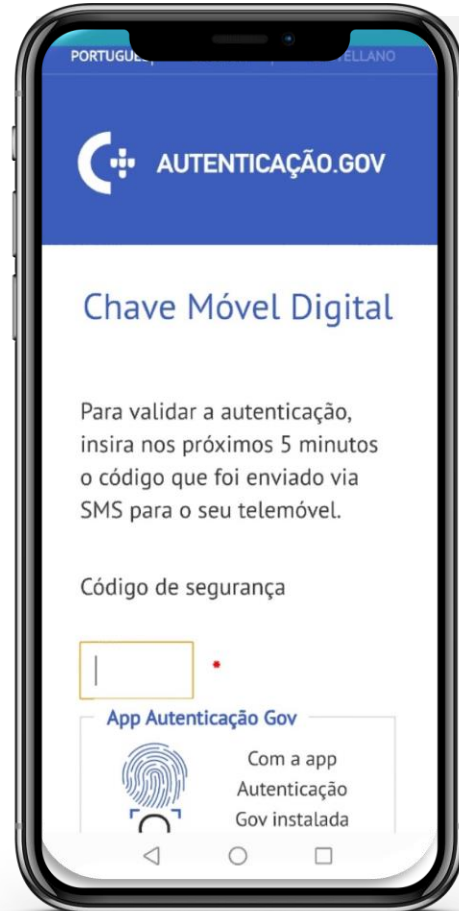 PORTUGUÊS
AUTENTICAÇÃO.GOV
Chave Móvel Digital
Para validar a autenticação,
insira nos próximos 5 minutos
o código que foi enviado via
SMS para o seu telemóvel.
Código de segurança
*
App Autenticação Gov
Com a app
Autenticação
Gov instalada